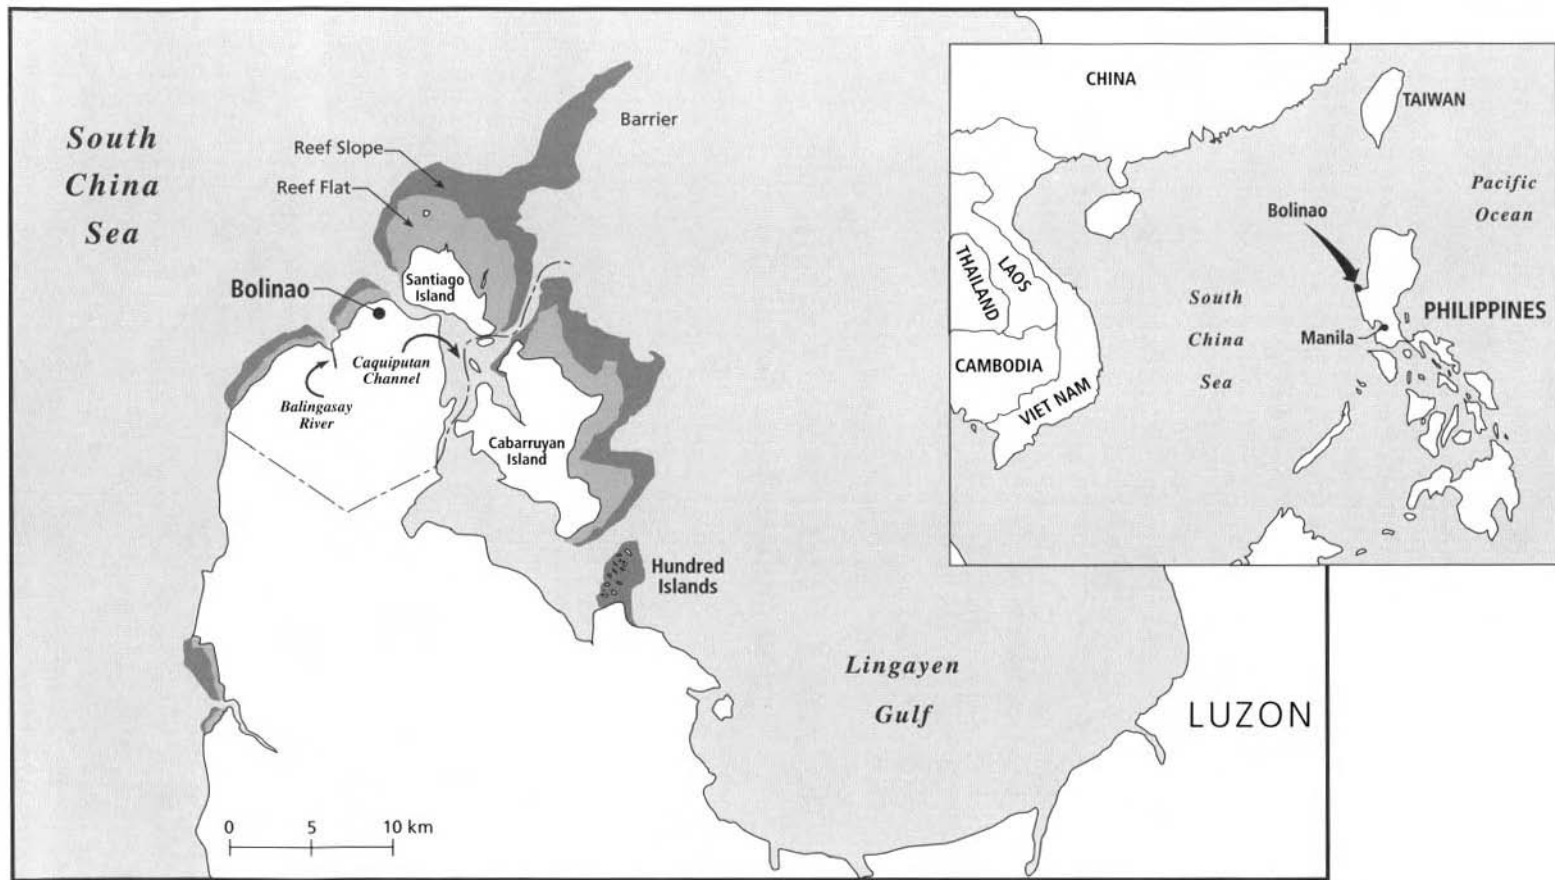 South
China
Sea
Barrier
Reef Slope
Reef Flat
Santiago
Island
Bolinao
Caquiputan
Channel
Balingasay
River
Cabarruyan
Island
Hundred
Islands
Lingayen
Gulf
LUZON
0 5 10 km
CHINA
TAIWAN
Pacific
Ocean
Bolinao
LAOS
THAILAND
South
China
Sea
PHILIPPINES
Manila
CAMBODIA
VIET NAM